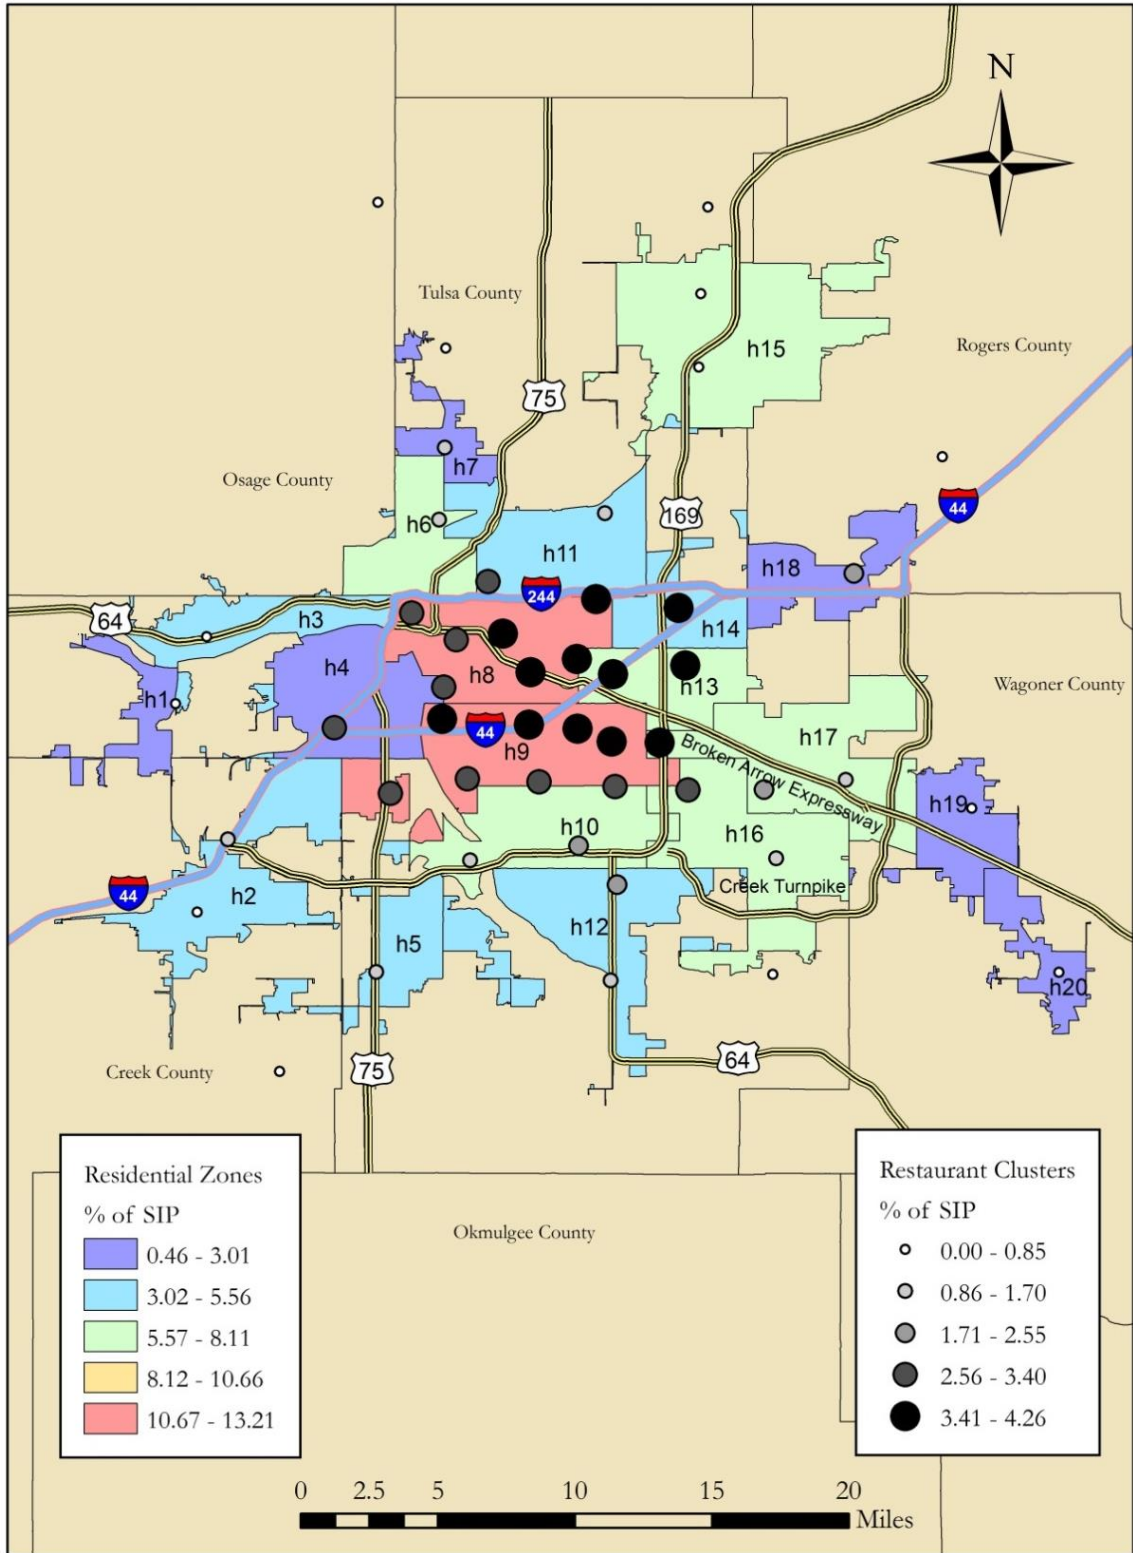 N
Tulsa County
Rogers County
h15
75
Osage County
h7
44
169
h6
h11
h18
244
64
h3
h14
h4
h8
h13
Wagoner County
h1
44
h17
h9
Broken Arrow Expressway
h19
h10
h16
Creek Turnpike
44
h2
h12
h5
h20
64
Creek County
75
Residential Zones
% of SIP
0.46 - 3.01
3.02 - 5.56
5.57 - 8.11
8.12 - 10.66
10.67 - 13.21
Restaurant Clusters
% of SIP
0.00 - 0.85
0.86 - 1.70
1.71 - 2.55
2.56 - 3.40
3.41 - 4.26
Okmulgee County
0 2.5 5 10 15 20
Miles